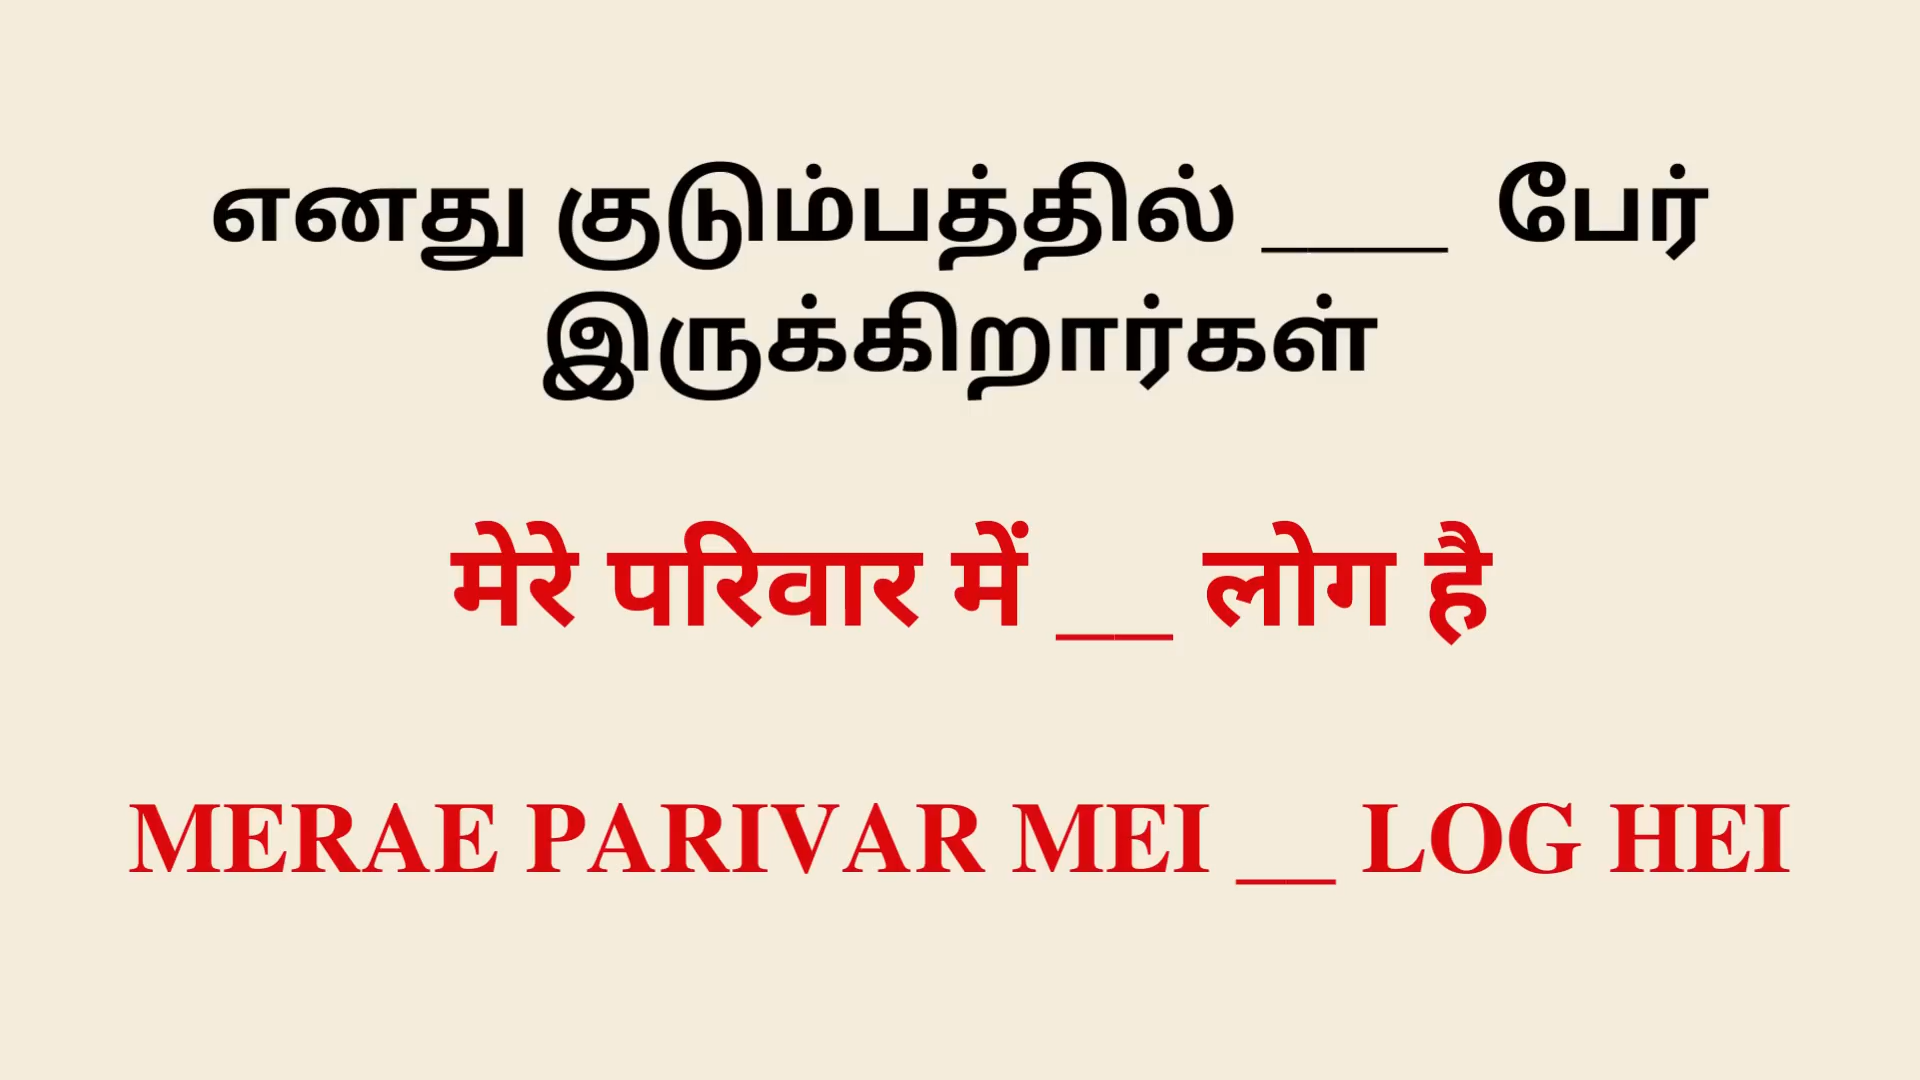 எனது குடும்பத்தில் ____ பேர்
இருக்கிறார்கள்
मेरे परिवार में __ लोग है
MERAE PARIVAR MEI __ LOG HEI